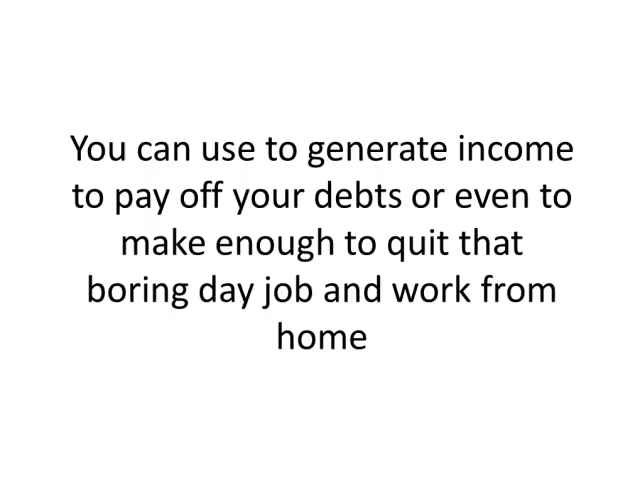 You can use to generate income
to pay off your debts or even to
make enough to quit that
boring day job and work from
home